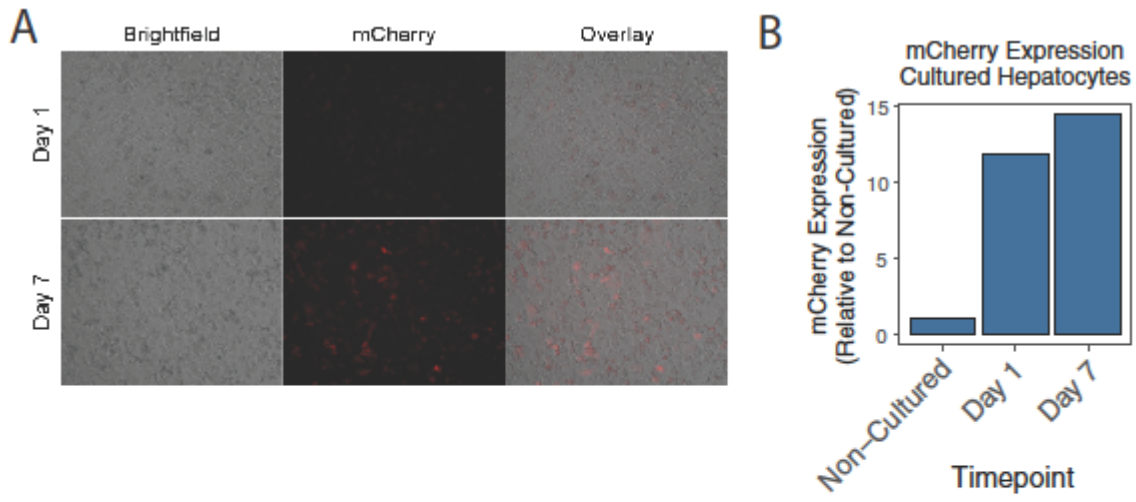 A
Brightfield
mCherry
Overlay
Day 1
Day 7
B
mCherry Expression
Cultured Hepatocytes
mCherry Expression
(Relative to Non-Cultured)
15
10
5
0
Non-Cultured
Day 1
Day 7
Timepoint